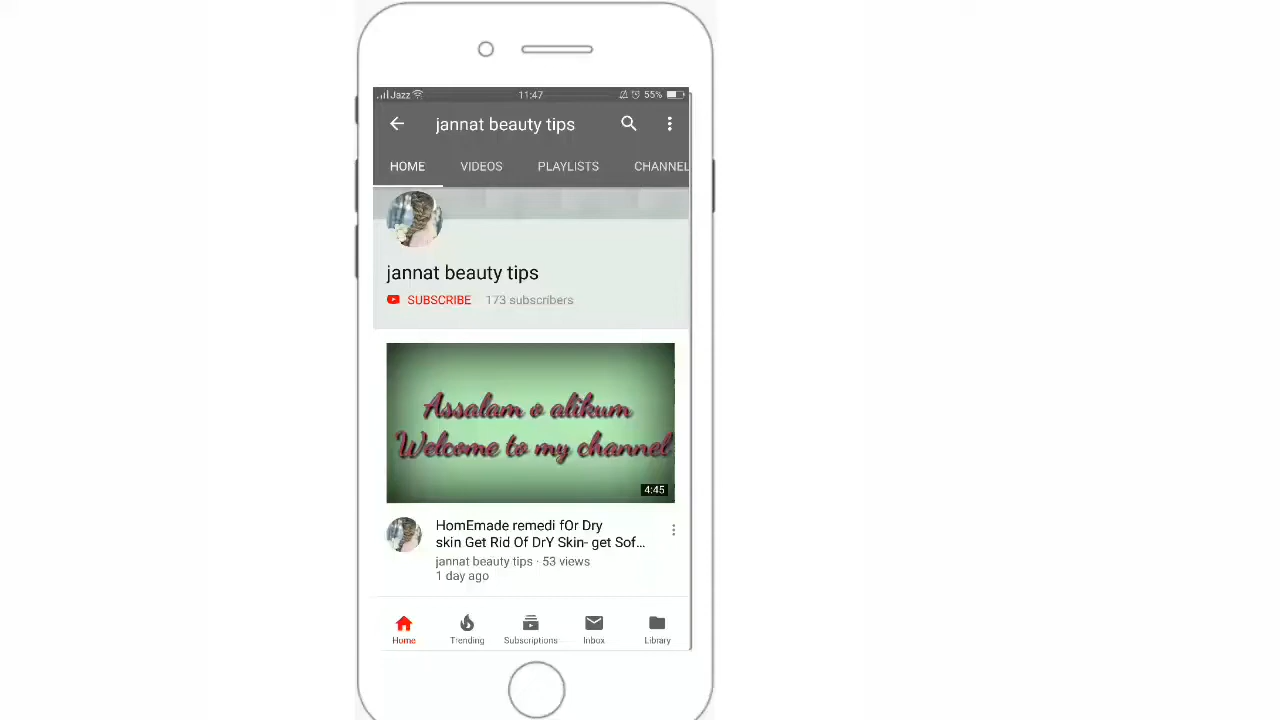 Jazz 11:47 55%
jannat beauty tips
HOME VIDEOS PLAYLISTS CHANNEL
jannat beauty tips
SUBSCRIBE 173 subscribers
Assalam o alikum
Welcome to my channel
4:45
HomEmade remedi fOr Dry
skin Get Rid Of DrY Skin- get Sof...
jannat beauty tips · 53 views
1 day ago
Home Trending Subscriptions Inbox Library